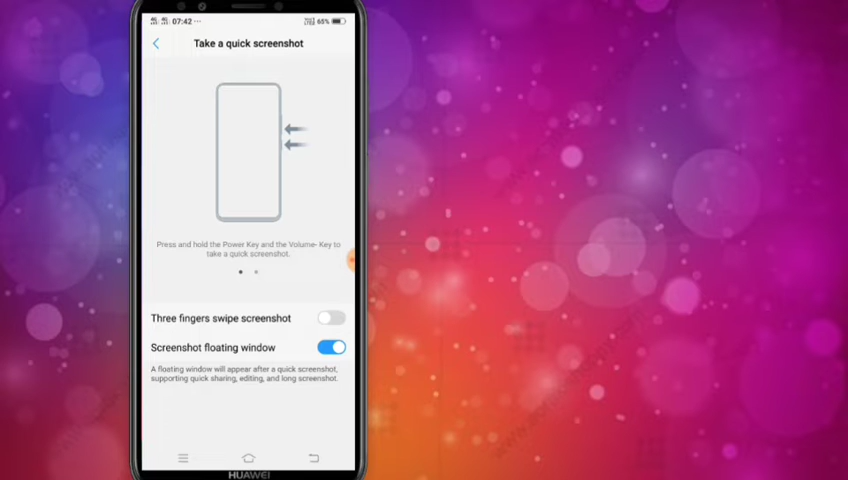 07:42 ...
65%
Take a quick screenshot
Press and hold the Power Key and the Volume- Key to
take a quick screenshot.
Three fingers swipe screenshot
Screenshot floating window
A floating window will appear after a quick screenshot,
supporting quick sharing, editing, and long screenshot.
HUAWEI